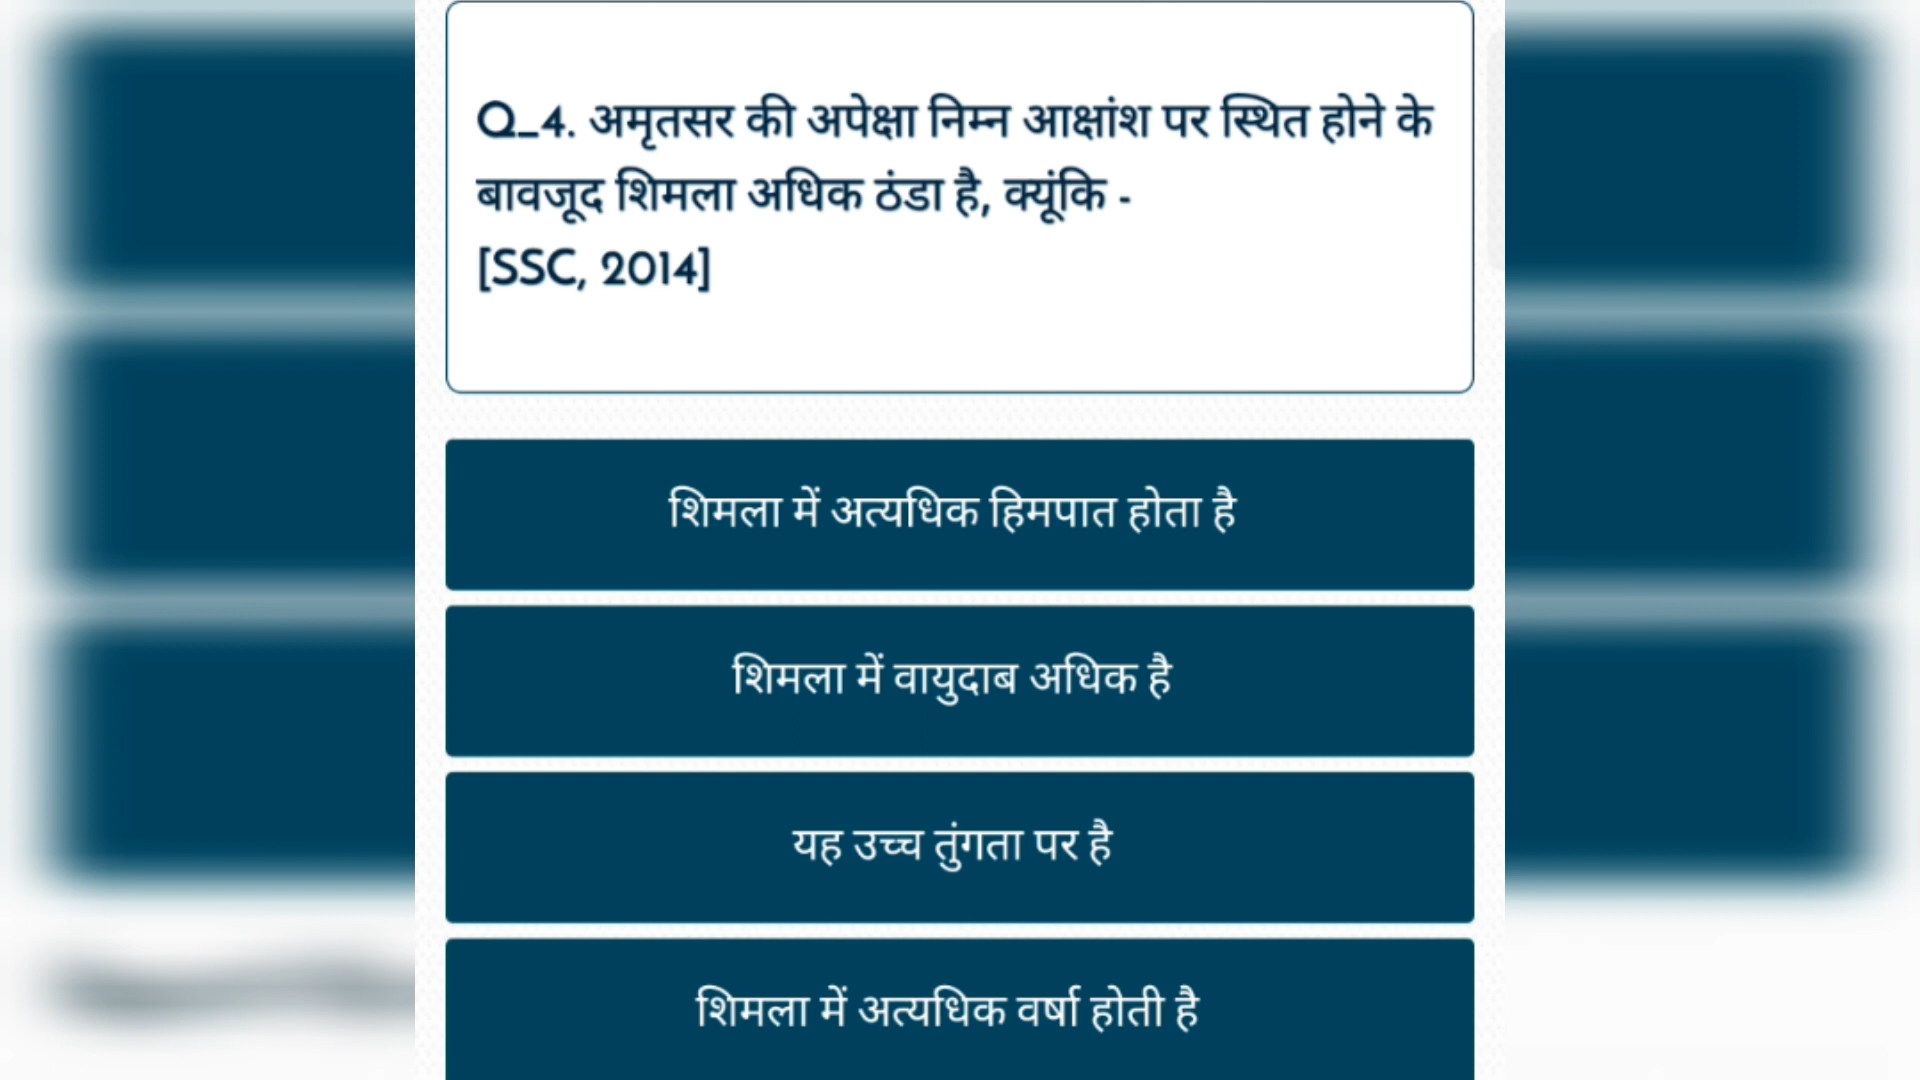 Q_4. अमृतसर की अपेक्षा निम्न आक्षांश पर स्थित होने के
बावजूद शिमला अधिक ठंडा है, क्यूंकि -
[SSC, 2014]
शिमला में अत्यधिक हिमपात होता है
शिमला में वायुदाब अधिक है
यह उच्च तुंगता पर है
शिमला में अत्यधिक वर्षा होती है